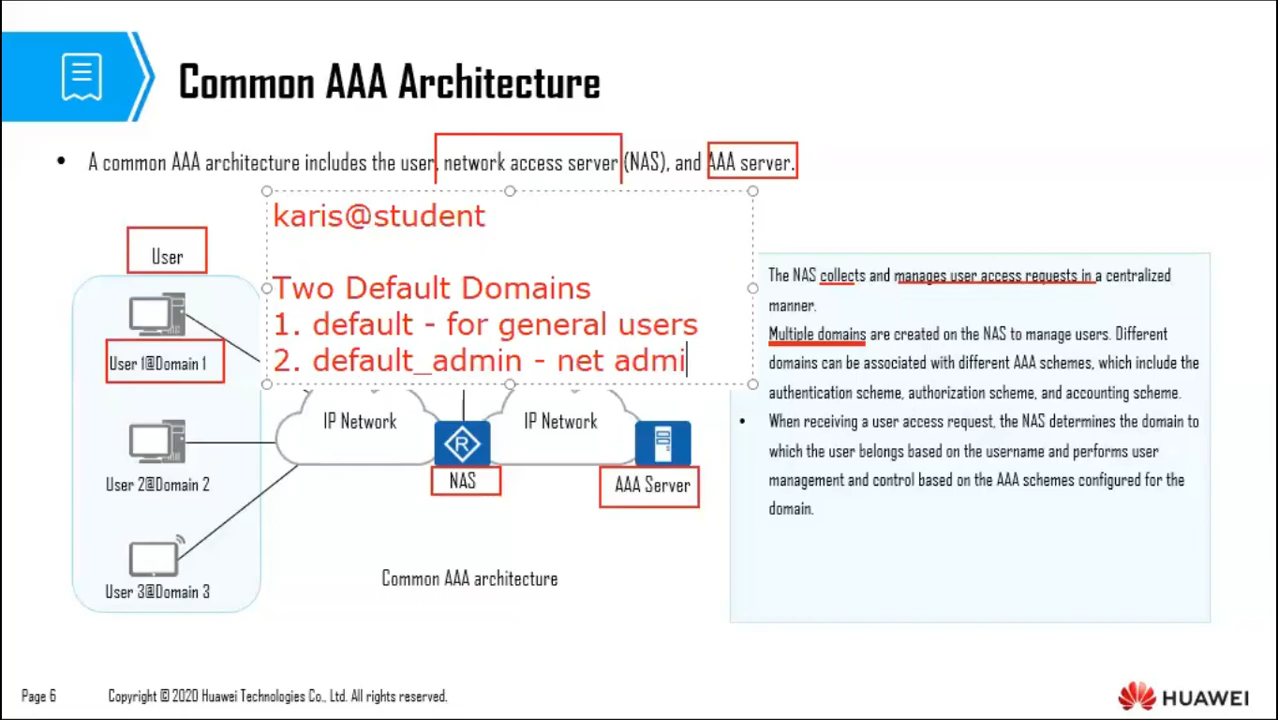 Common AAA Architecture
• A common AAA architecture includes the user, network access server (NAS), and AAA server.
karis@student
Two Default Domains
1. default - for general users
2. default_admin - net admi
User
User 1@Domain 1
User 2@Domain 2
User 3@Domain 3
IP Network
IP Network
R
NAS
AAA Server
Common AAA architecture
The NAS collects and manages user access requests in a centralized
manner.
Multiple domains are created on the NAS to manage users. Different
domains can be associated with different AAA schemes, which include the
authentication scheme, authorization scheme, and accounting scheme.
• When receiving a user access request, the NAS determines the domain to
which the user belongs based on the username and performs user
management and control based on the AAA schemes configured for the
domain.
Page 6
Copyright © 2020 Huawei Technologies Co., Ltd. All rights reserved.
HUAWEI